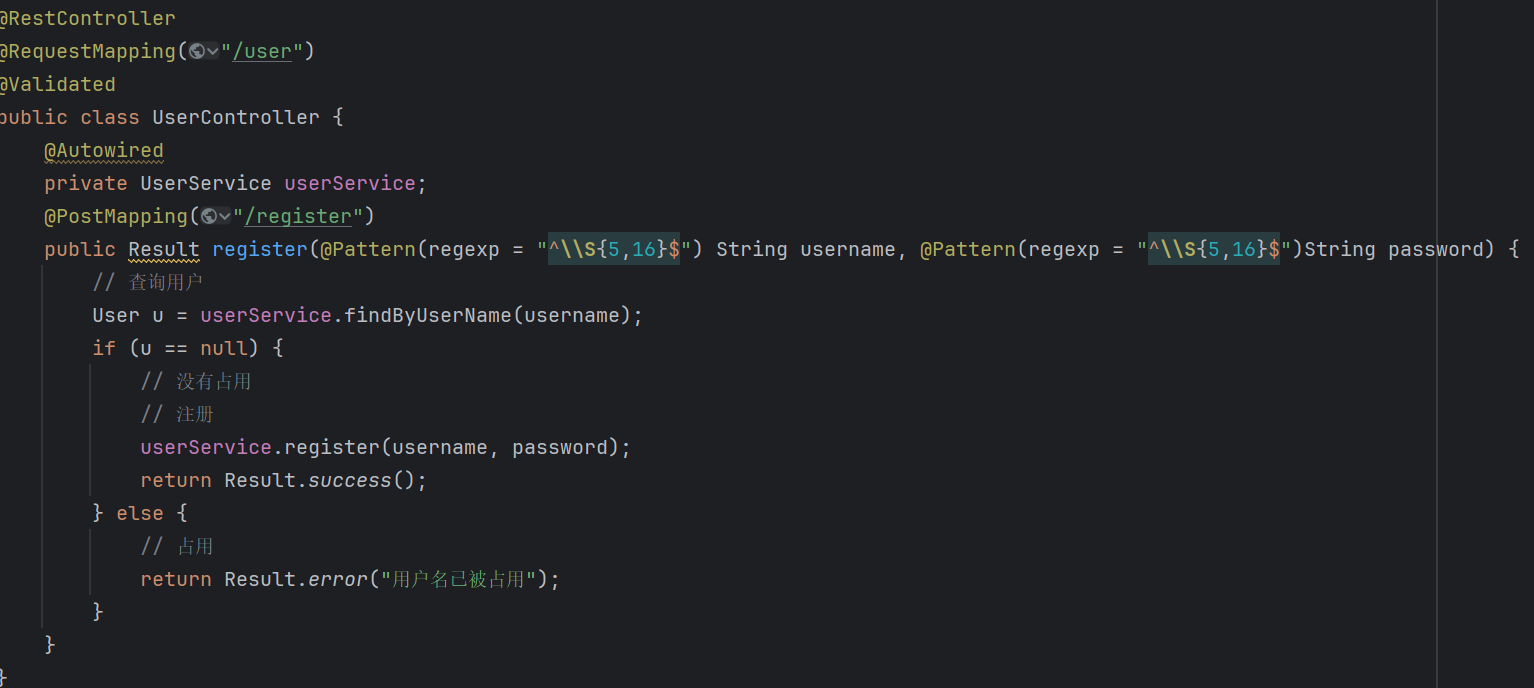 @RestController
@RequestMapping("/user")
@Validated
public class UserController {
    @Autowired
    private UserService userService;
    @PostMapping("/register")
    public Result register(@Pattern(regexp = "^\\S{5,16}$") String username, @Pattern(regexp = "^\\S{5,16}$")String password) {
        // 查询用户
        User u = userService.findByUserName(username);
        if (u == null) {
            // 没有占用
            // 注册
            userService.register(username, password);
            return Result.success();
        } else {
            // 占用
            return Result.error("用户名已被占用");
        }
    }
}